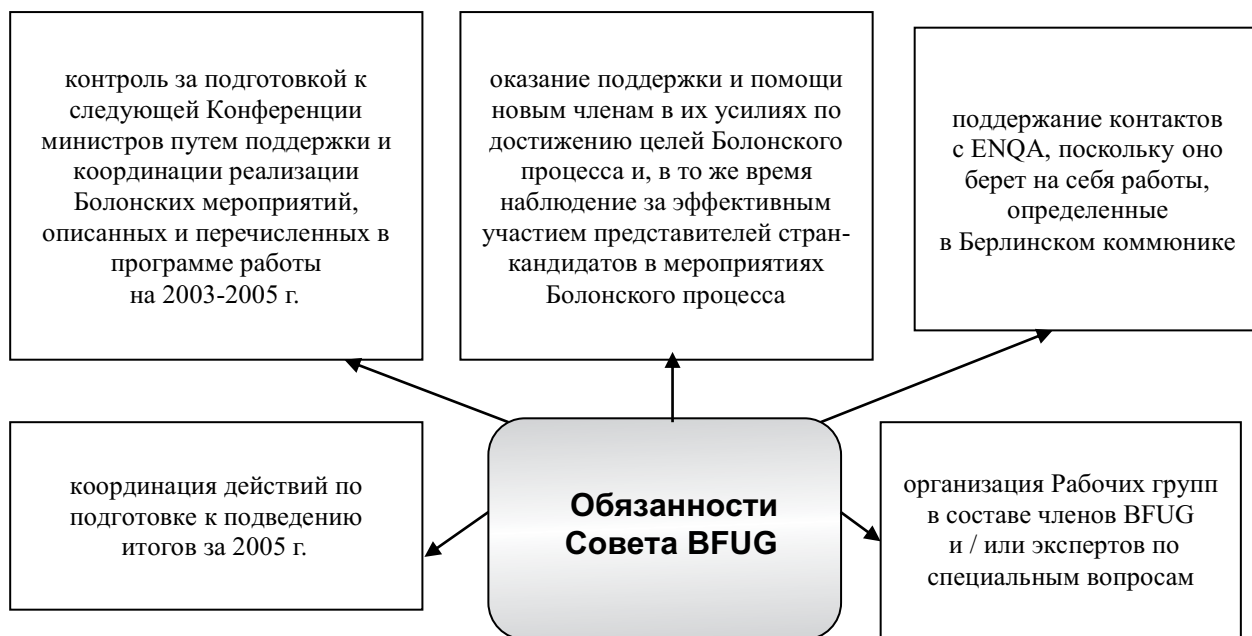 контроль за подготовкой к
следующей Конференции
министров путем поддержки и
координации реализации
Болонских мероприятий,
описанных и перечисленных в
программе работы
на 2003-2005 г.
оказание поддержки и помощи
новым членам в их усилиях по
достижению целей Болонского
процесса и, в то же время
наблюдение за эффективным
участием представителей стран-
кандидатов в мероприятиях
Болонского процесса
поддержание контактов
с ENQA, поскольку оно
берет на себя работы,
определенные
в Берлинском коммюнике
координация действий по
подготовке к подведению
итогов за 2005 г.
Обязанности
Совета BFUG
организация Рабочих групп
в составе членов BFUG
и / или экспертов по
специальным вопросам